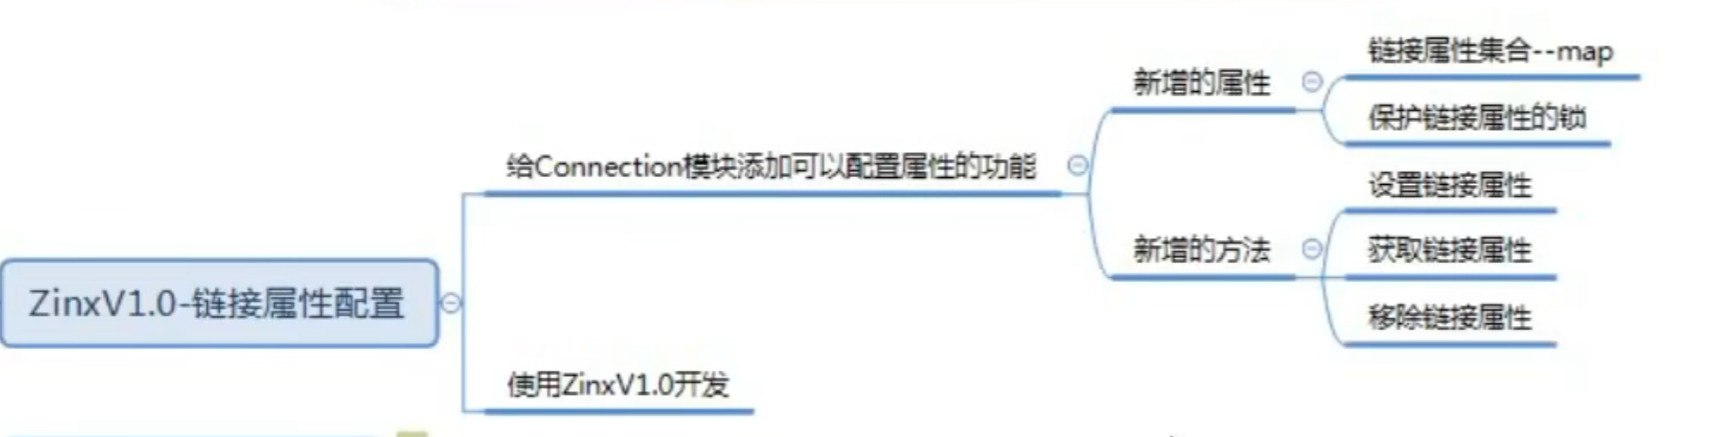 ZinxV1.0-链接属性配置
给Connection模块添加可以配置属性的功能
新增的属性
链接属性集合--map
保护链接属性的锁
新增的方法
设置链接属性
获取链接属性
移除链接属性
使用ZinxV1.0开发